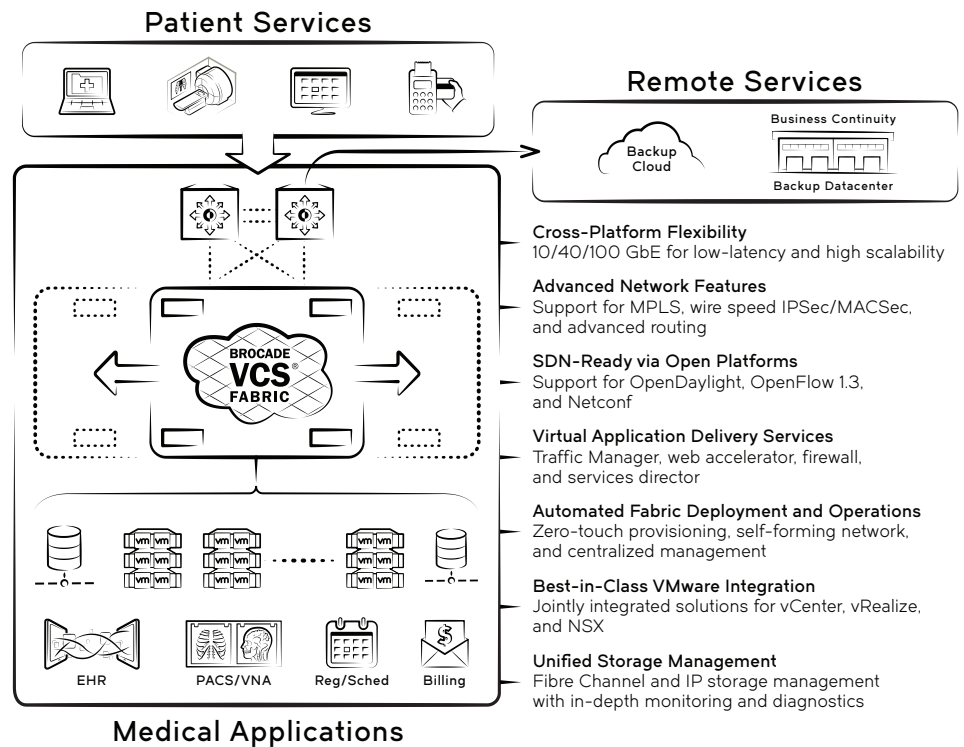 Patient Services
Remote Services
Business Continuity
Backup
Cloud
Backup Datacenter
Cross-Platform Flexibility
10/40/100 GbE for low-latency and high scalability
Advanced Network Features
Support for MPLS, wire speed IPSec/MACSec,
and advanced routing
BROCADE
VCS®
FABRIC
SDN-Ready via Open Platforms
Support for OpenDaylight, OpenFlow 1.3,
and Netconf
Virtual Application Delivery Services
Traffic Manager, web accelerator, firewall,
and services director
Automated Fabric Deployment and Operations
Zero-touch provisioning, self-forming network,
and centralized management
vm vm vm vm vm vm
vm vm vm vm vm vm
vm vm vm vm vm vm
Best-in-Class VMware Integration
Jointly integrated solutions for vCenter, vRealize,
and NSX
$
Unified Storage Management
Fibre Channel and IP storage management
with in-depth monitoring and diagnostics
EHR
PACS/VNA
Reg/Sched
Billing
Medical Applications